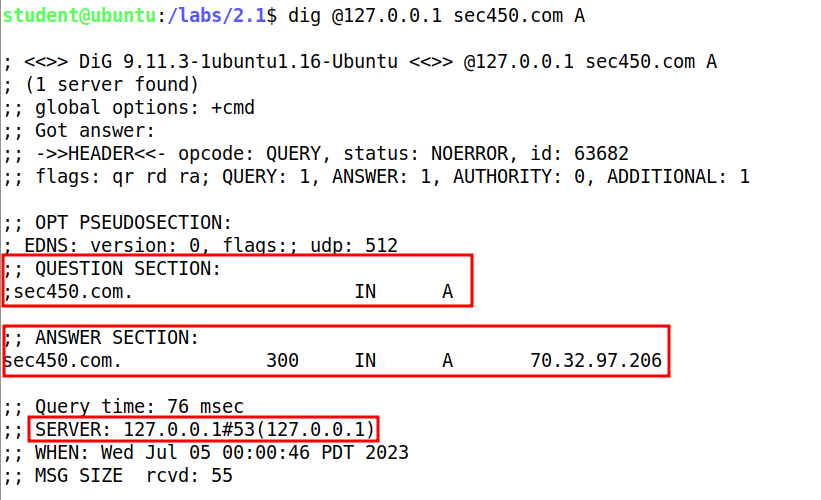 student@ubuntu:/labs/2.1$ dig @127.0.0.1 sec450.com A
; <<>> DiG 9.11.3-1ubuntu1.16-Ubuntu <<>> @127.0.0.1 sec450.com A
; (1 server found)
;; global options: +cmd
;; Got answer:
;; ->>HEADER<<- opcode: QUERY, status: NOERROR, id: 63682
;; flags: qr rd ra; QUERY: 1, ANSWER: 1, AUTHORITY: 0, ADDITIONAL: 1
;; OPT PSEUDOSECTION:
; EDNS: version: 0, flags:; udp: 512
;; QUESTION SECTION:
;sec450.com. IN A
;; ANSWER SECTION:
sec450.com. 300 IN A 70.32.97.206
;; Query time: 76 msec
;; SERVER: 127.0.0.1#53(127.0.0.1)
;; WHEN: Wed Jul 05 00:00:46 PDT 2023
;; MSG SIZE rcvd: 55